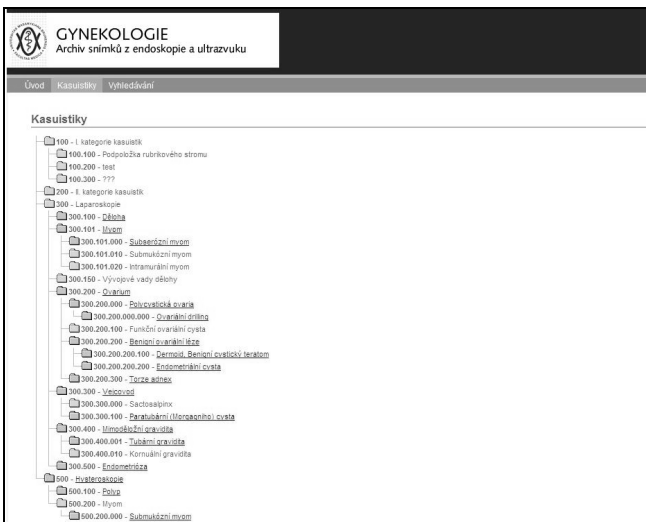 GYNEKOLOGIE
Archiv snímků z endoskopie a ultrazvuku
Úvod Kasuistiky Vyhledávání
Kasuistiky
100 - I. kategorie kasuistik
100.100 - Podpoložka rubrikového stromu
100.200 - test
100.300 - ???
200 - II. kategorie kasuistik
300 - Laparoskopie
300.100 - Děloha
300.101 - Myom
300.101.000 - Subserózní myom
300.101.010 - Submukózní myom
300.101.020 - Intramurální myom
300.150 - Vývojové vady dělohy
300.200 - Ovarium
300.200.000 - Polycystická ovaria
300.200.000.000 - Ovariální drilling
300.200.100 - Funkční ovariální cysta
300.200.200 - Benigní ovariální léze
300.200.200.100 - Dermoid, Benigní cystický teratom
300.200.200.200 - Endometriální cysta
300.200.300 - Torze adnex
300.300 - Vejcovod
300.300.000 - Sactosalpinx
300.300.100 - Paratubární (Morgagniho) cysta
300.400 - Mimoděložní gravidita
300.400.001 - Tubární gravidita
300.400.010 - Kornuální gravidita
300.500 - Endometrióza
500 - Hysteroskopie
500.100 - Polyp
500.200 - Myom
500.200.000 - Submukózní myom